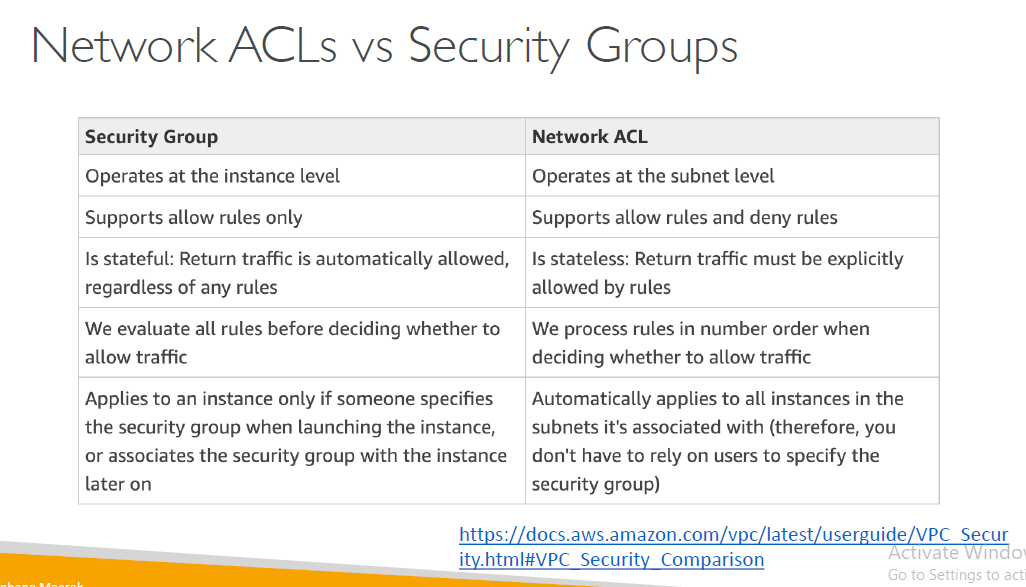 Network ACLs vs Security Groups
Security Group
Network ACL
Operates at the instance level
Operates at the subnet level
Supports allow rules only
Supports allow rules and deny rules
Is stateful: Return traffic is automatically allowed,
regardless of any rules
Is stateless: Return traffic must be explicitly
allowed by rules
We evaluate all rules before deciding whether to
allow traffic
We process rules in number order when
deciding whether to allow traffic
Applies to an instance only if someone specifies
the security group when launching the instance,
or associates the security group with the instance
later on
Automatically applies to all instances in the
subnets it's associated with (therefore, you
don't have to rely on users to specify the
security group)
https://docs.aws.amazon.com/vpc/latest/userguide/VPC_Secur
ity.html#VPC_Security_Comparison
Activate Window
Go to Settings to acti